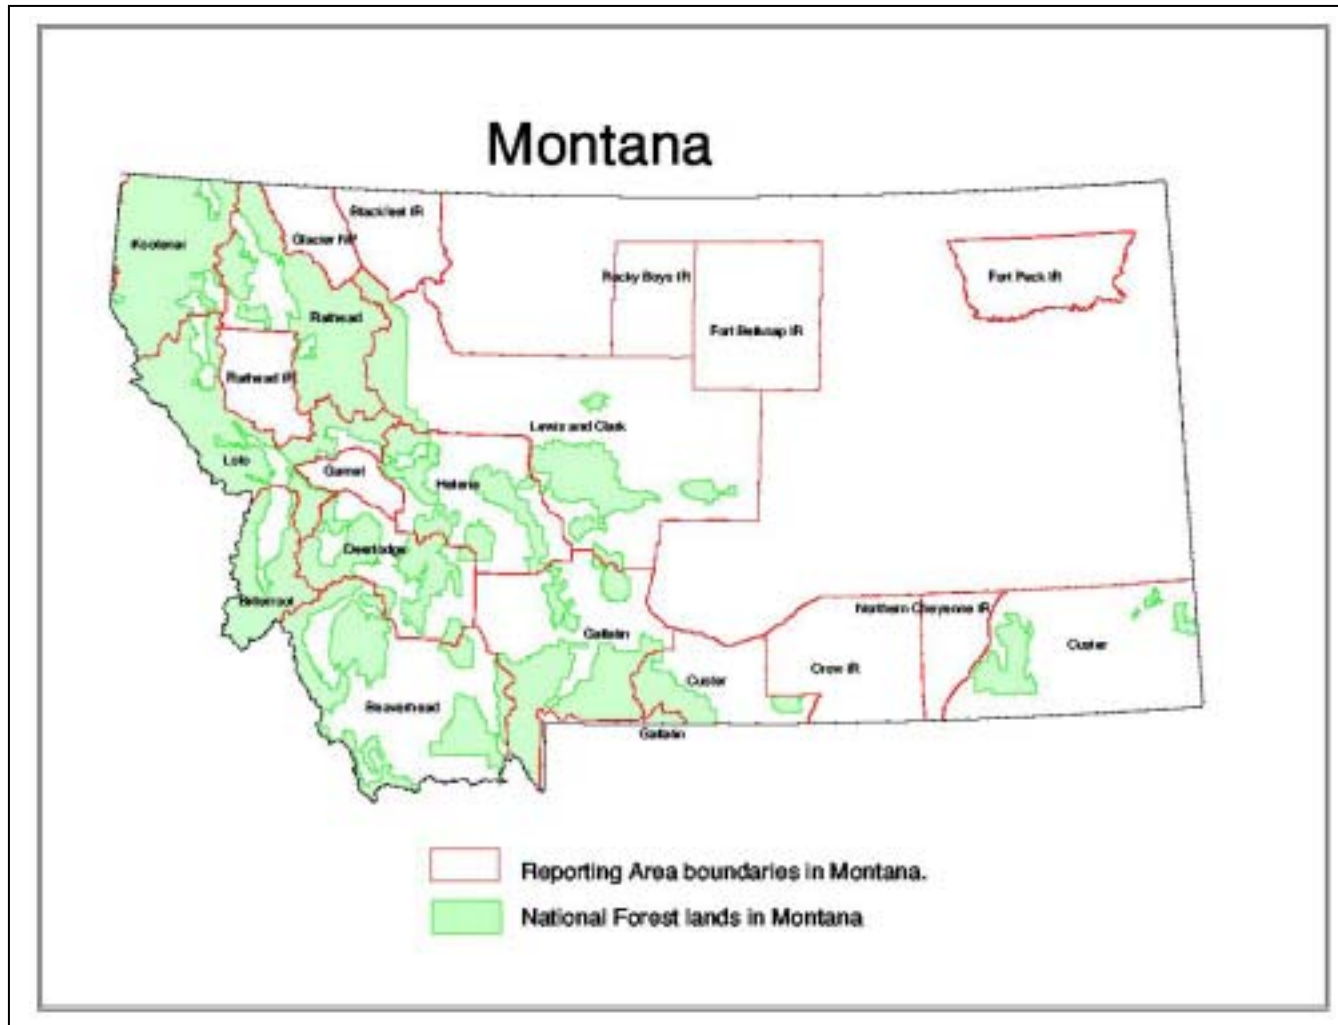 Montana
Blackfeet IR
Kootenai
Glacier NP
Rocky Boys IR
Fort Peck IR
Flathead
Fort Belknap IR
Flathead IR
Lewis and Clark
Lolo
Garnet
Helena
Deerlodge
Bitterroot
Northern Cheyenne IR
Gallatin
Custer
Crow IR
Custer
Beaverhead
Gallatin
Reporting Area boundaries in Montana.
National Forest lands in Montana